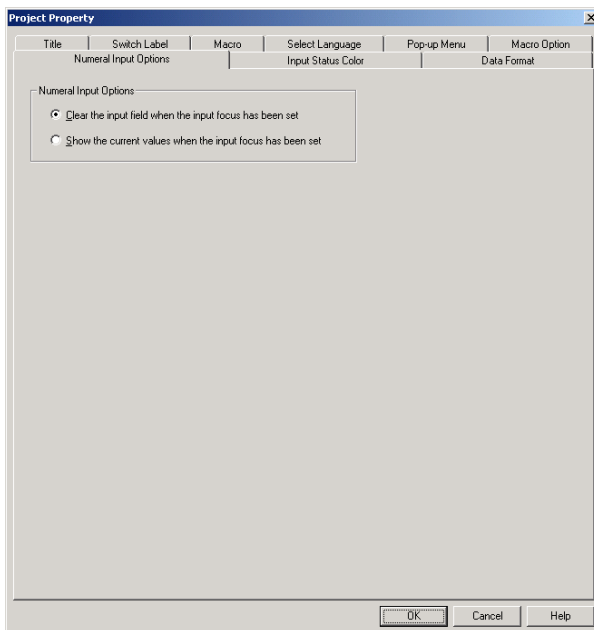 Project Property
Title Switch Label Macro Select Language Pop-up Menu Macro Option
Numeral Input Options Input Status Color Data Format
Numeral Input Options
Clear the input field when the input focus has been set
Show the current values when the input focus has been set
OK Cancel Help